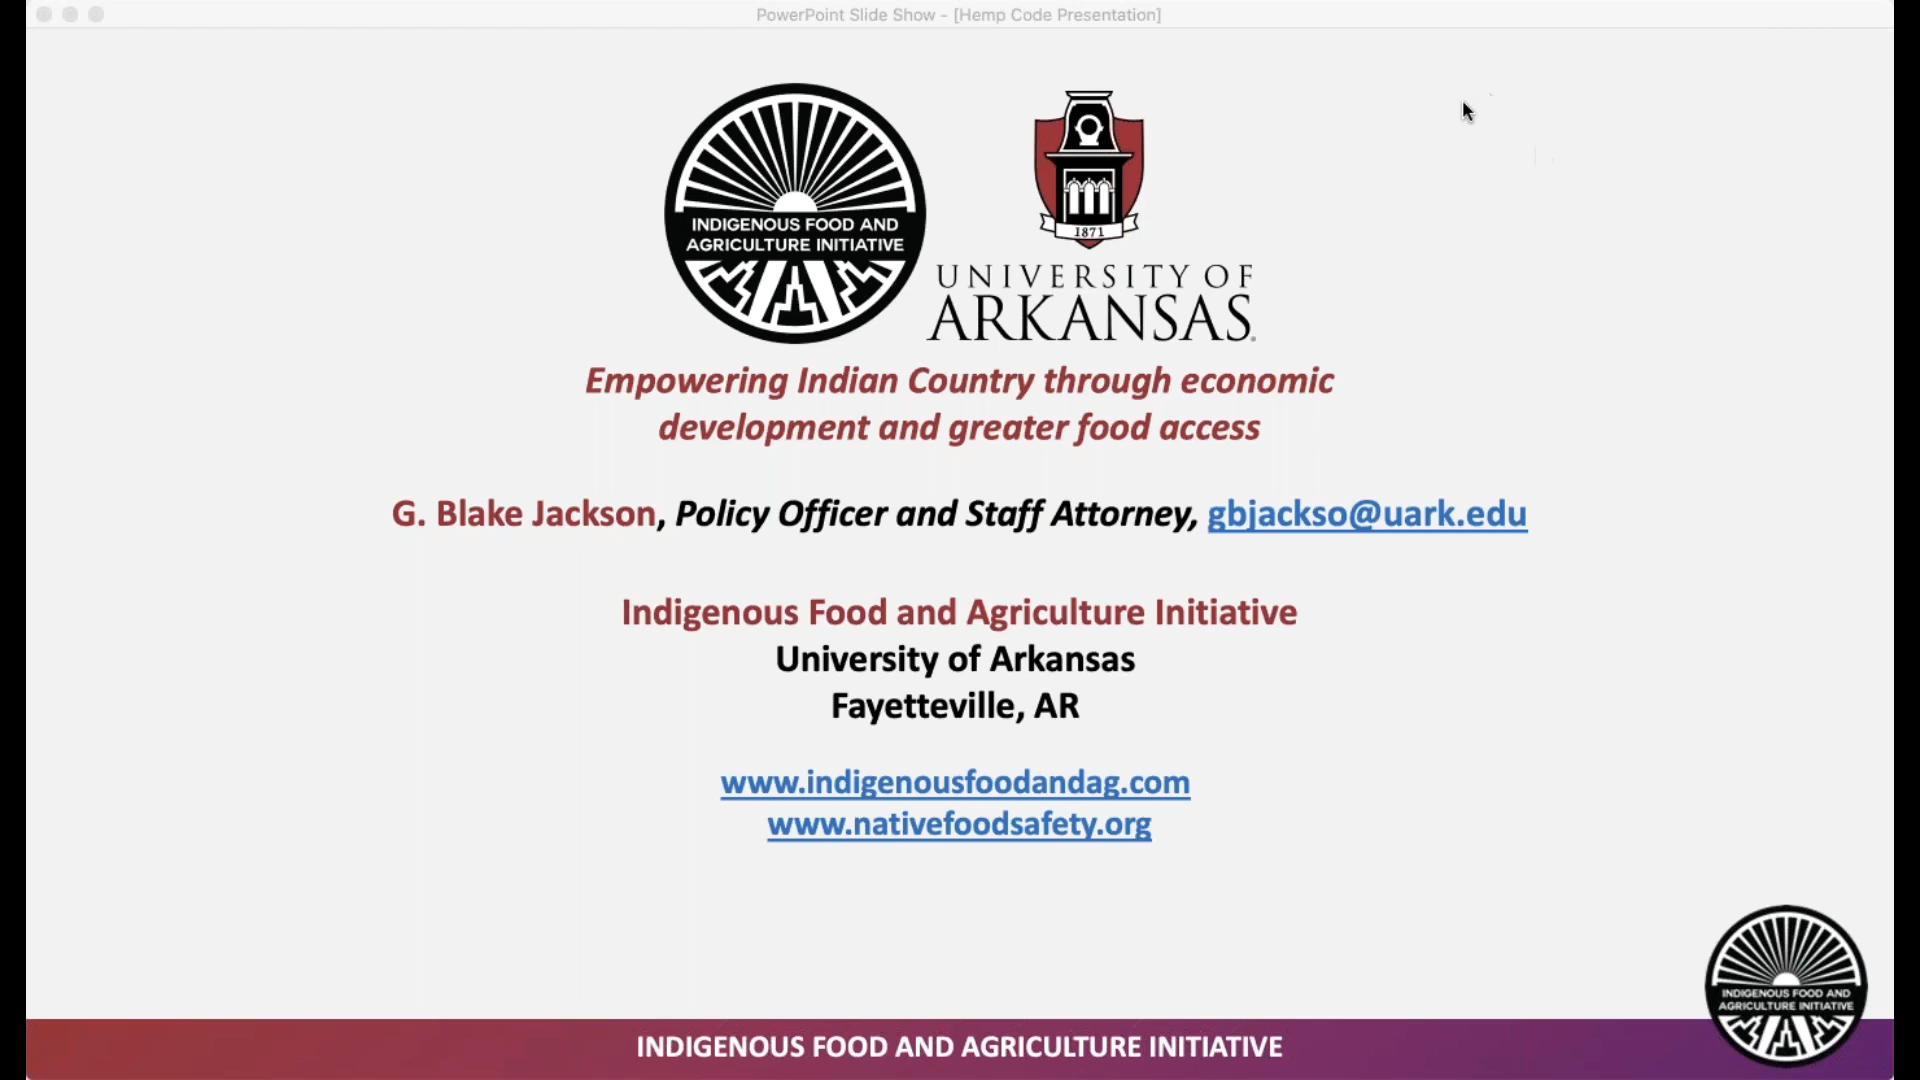 PowerPoint Slide Show - [Hemp Code Presentation]
INDIGENOUS FOOD AND
AGRICULTURE INITIATIVE
1871
UNIVERSITY OF
ARKANSAS
Empowering Indian Country through economic
development and greater food access
G. Blake Jackson, Policy Officer and Staff Attorney, gbjackso@uark.edu
Indigenous Food and Agriculture Initiative
University of Arkansas
Fayetteville, AR
www.indigenousfoodandag.com
www.nativefoodsafety.org
INDIGENOUS FOOD AND
AGRICULTURE INITIATIVE
INDIGENOUS FOOD AND AGRICULTURE INITIATIVE